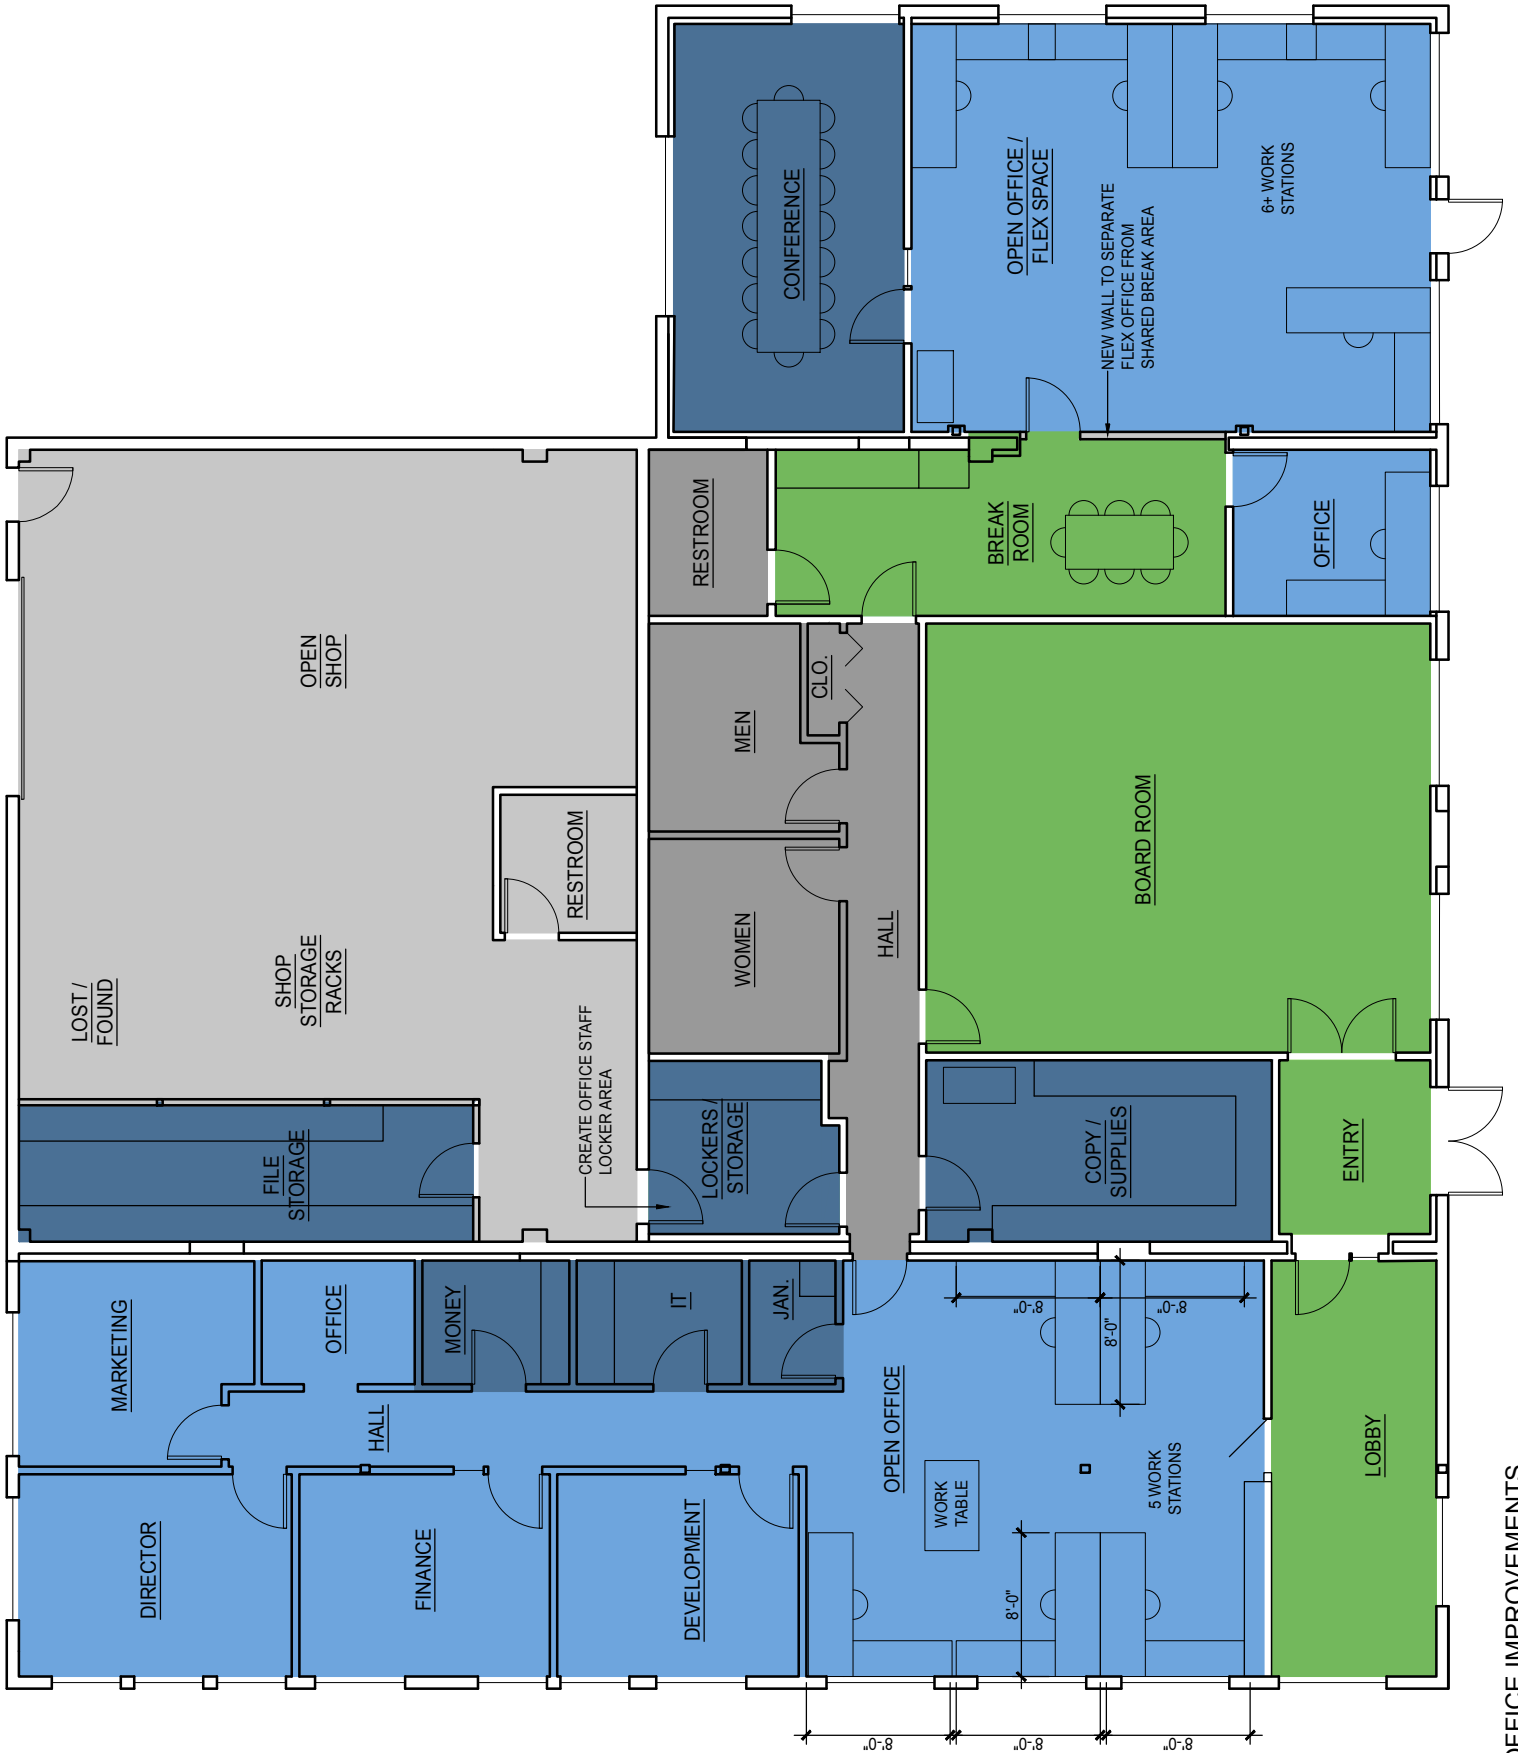 LOST /
FOUND
SHOP
STORAGE
RACKS
OPEN
SHOP
RESTROOM
FILE
STORAGE
CREATE OFFICE STAFF
LOCKER AREA
LOCKERS /
STORAGE
WOMEN
MEN
CLO.
RESTROOM
HALL
BREAK
ROOM
CONFERENCE
OPEN OFFICE /
FLEX SPACE
NEW WALL TO SEPARATE
FLEX OFFICE FROM
SHARED BREAK AREA
6+ WORK
STATIONS
OFFICE
BOARD ROOM
COPY /
SUPPLIES
ENTRY
MARKETING
OFFICE
MONEY
IT
JAN.
HALL
DIRECTOR
FINANCE
DEVELOPMENT
OPEN OFFICE
WORK
TABLE
5 WORK
STATIONS
8'-0"
8'-0"
8'-0"
8'-0"
8'-0"
8'-0"
8'-0"
LOBBY
OFFICE IMPROVEMENTS